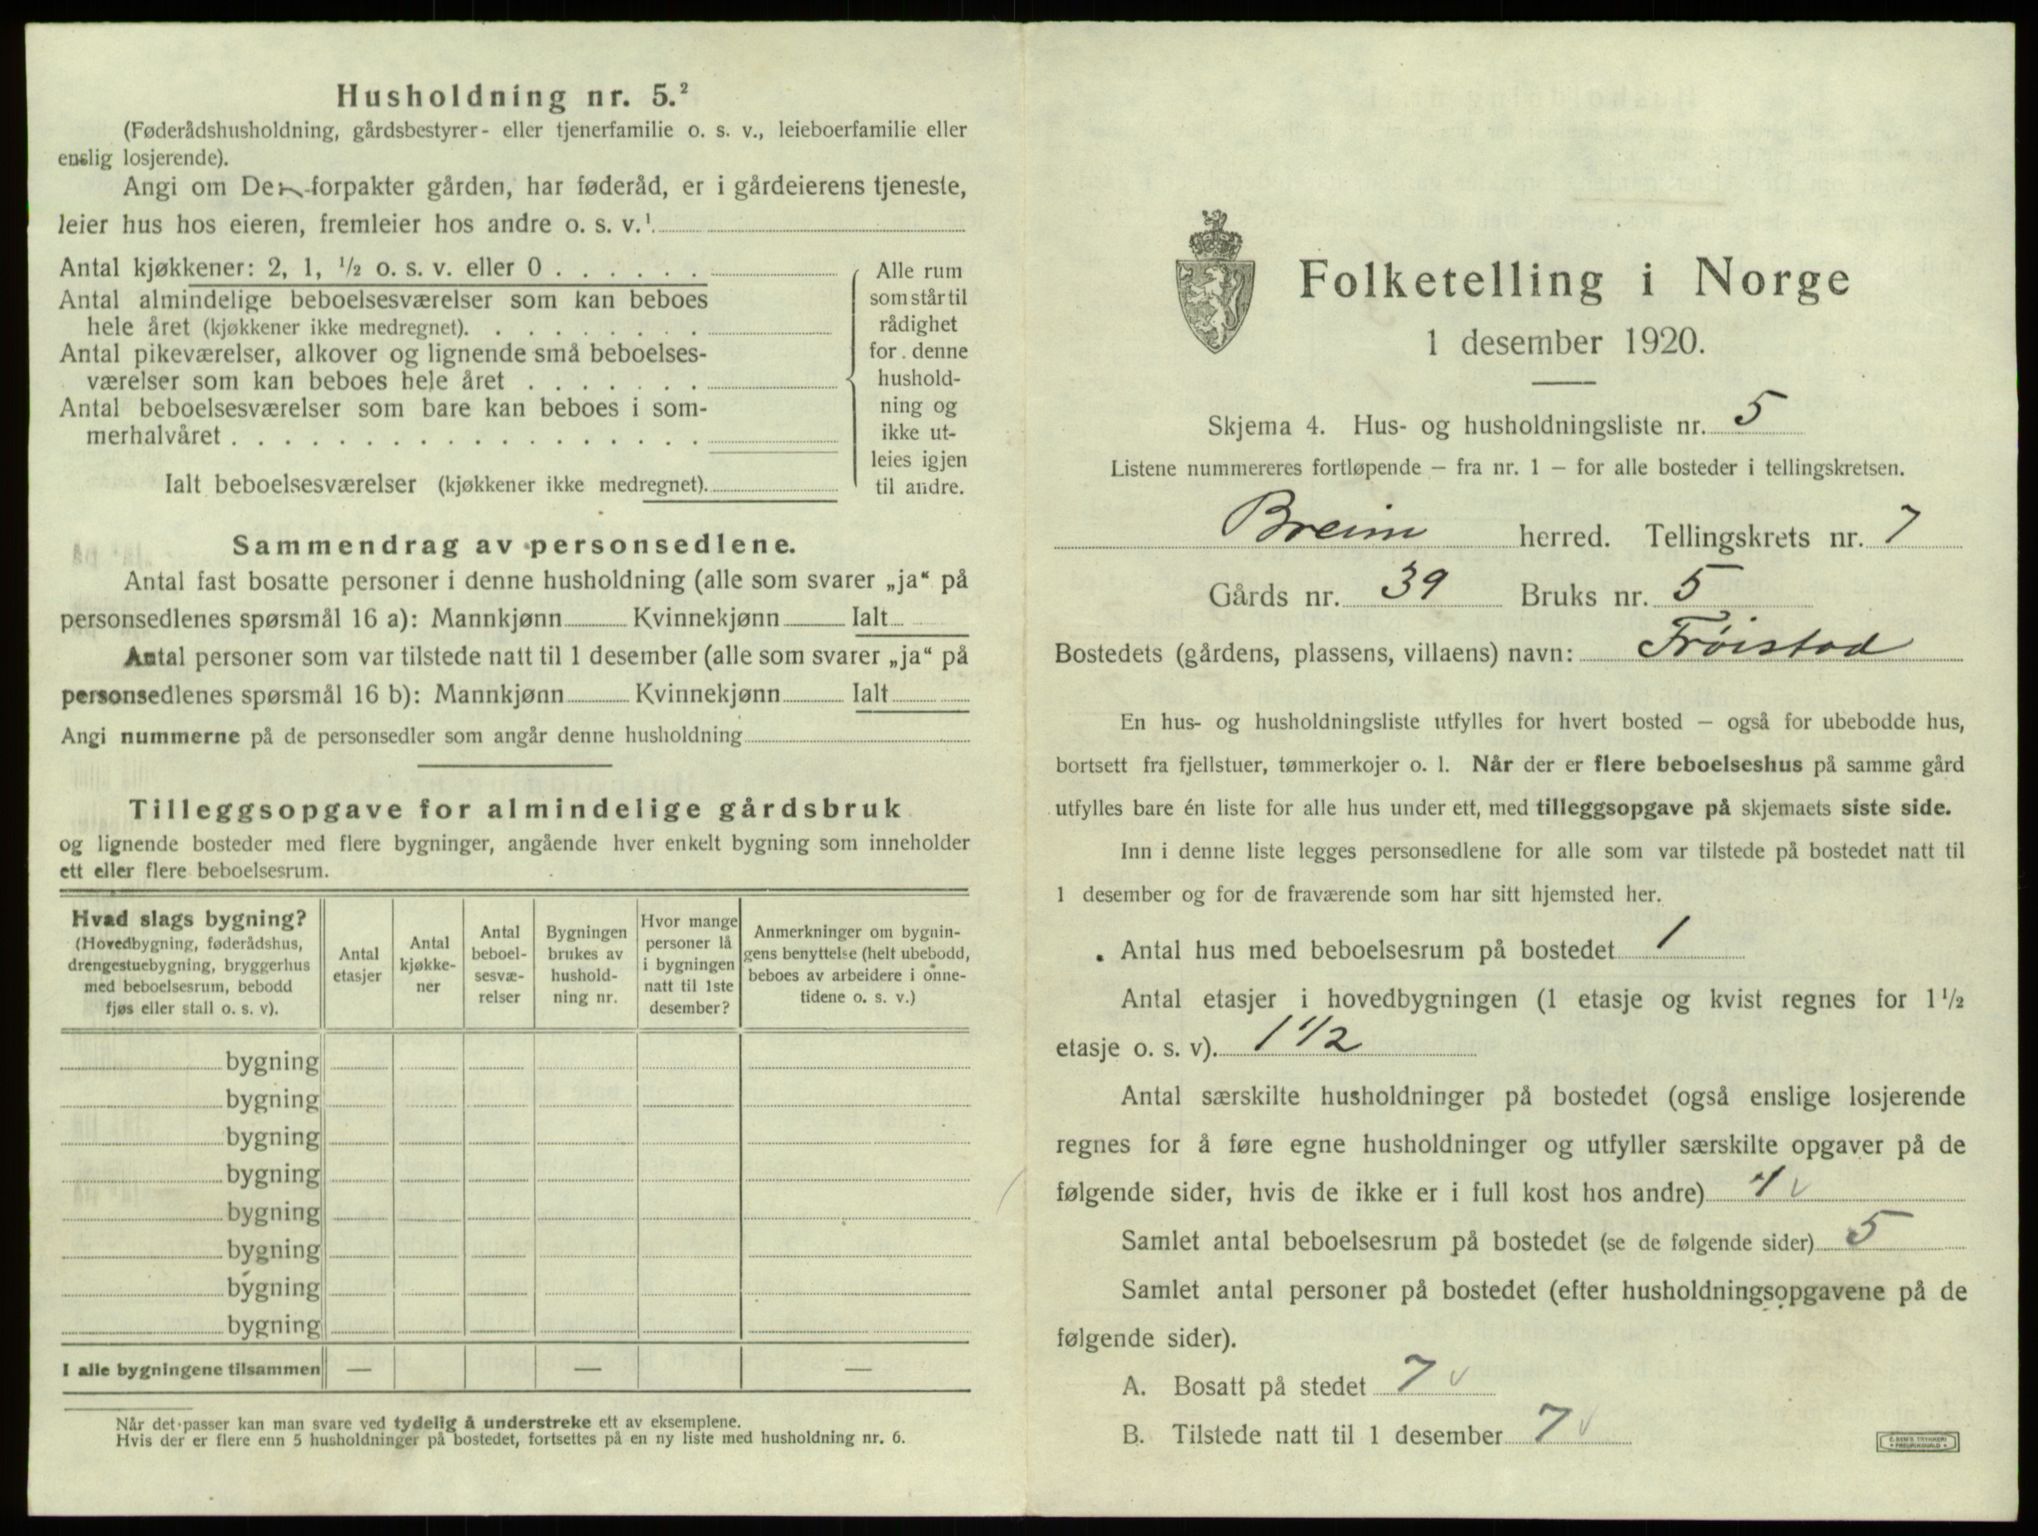 Husholdning nr. 5.²
(Føderådshusholdning, gårdsbestyrer- eller tjenerfamilie o. s. v., leieboerfamilie eller
enslig losjerende).
Angi om De forpakter gården, har føderåd, er i gårdeierens tjeneste,
leier hus hos eieren, fremleier hos andre o. s. v.¹
Antal kjøkkener: 2, 1, ½ o. s. v. eller 0 . . . . . .
Antal almindelige beboelsesværelser som kan beboes
hele året (kjøkkener ikke medregnet). . . . . . . . .
Antal pikeværelser, alkover og lignende små beboelses-
værelser som kan beboes hele året . . . . . . .
Antal beboelsesværelser som bare kan beboes i som-
merhalvåret . . . . . . . . . . . . . . . . . .
Ialt beboelsesværelser (kjøkkener ikke medregnet).
Alle rum
som står til
rådighet
for denne
hushold-
ning og
ikke ut-
leies igjen
til andre.
Sammendrag av personsedlene.
Antal fast bosatte personer i denne husholdning (alle som svarer „ja“ på
personsedlenes spørsmål 16 a): Mannkjønn Kvinnekjønn Ialt
Antal personer som var tilstede natt til 1 desember (alle som svarer „ja“ på
personsedlenes spørsmål 16 b): Mannkjønn Kvinnekjønn Ialt
Angi nummerne på de personsedler som angår denne husholdning
Tilleggsopgave for almindelige gårdsbruk
og lignende bosteder med flere bygninger, angående hver enkelt bygning som inneholder
ett eller flere beboelsesrum.
Hvad slags bygning?
(Hovedbygning, føderådshus,
drengestuebygning, bryggerhus
med beboelsesrum, bebodd
fjøs eller stall o. s. v).
Antal
etasjer
Antal
kjøkke-
ner
Antal
beboel-
sesvæ-
relser
Bygningen
brukes av
hushold-
ning nr.
Hvor mange
personer lå
i bygningen
natt til 1ste
desember?
Anmerkninger om bygnin-
gens benyttelse (helt ubebodd,
beboes av arbeidere i onne-
tidene o. s. v.)
bygning
bygning
bygning
bygning
bygning
bygning
bygning
bygning
I alle bygningene tilsammen — — —
Når det passer kan man svare ved tydelig å understreke ett av eksemplene.
Hvis der er flere enn 5 husholdninger på bostedet, fortsettes på en ny liste med husholdning nr. 6.
Folketelling i Norge
1 desember 1920.
Skjema 4. Hus- og husholdningsliste nr. 5
Listene nummereres fortløpende – fra nr. 1 – for alle bosteder i tellingskretsen.
Breim herred. Tellingskrets nr. 7
Gårds nr. 39 Bruks nr. 5
Bostedets (gårdens, plassens, villaens) navn: Frøistad
En hus- og husholdningsliste utfylles for hvert bosted – også for ubebodde hus,
bortsett fra fjellstuer, tømmerkojer o. l. Når der er flere beboelseshus på samme gård
utfylles bare én liste for alle hus under ett, med tilleggsopgave på skjemaets siste side.
Inn i denne liste legges personsedlene for alle som var tilstede på bostedet natt til
1 desember og for de fraværende som har sitt hjemsted her.
Antal hus med beboelsesrum på bostedet 1
Antal etasjer i hovedbygningen (1 etasje og kvist regnes for 1 ½
etasje o. s. v). 1 1/2
Antal særskilte husholdninger på bostedet (også enslige losjerende
regnes for å føre egne husholdninger og utfyller særskilte opgaver på de
følgende sider, hvis de ikke er i full kost hos andre) 1 v
Samlet antal beboelsesrum på bostedet (se de følgende sider) 5
Samlet antal personer på bostedet (efter husholdningsopgavene på de
følgende sider).
A. Bosatt på stedet 7 v
B. Tilstede natt til 1 desember 7 v